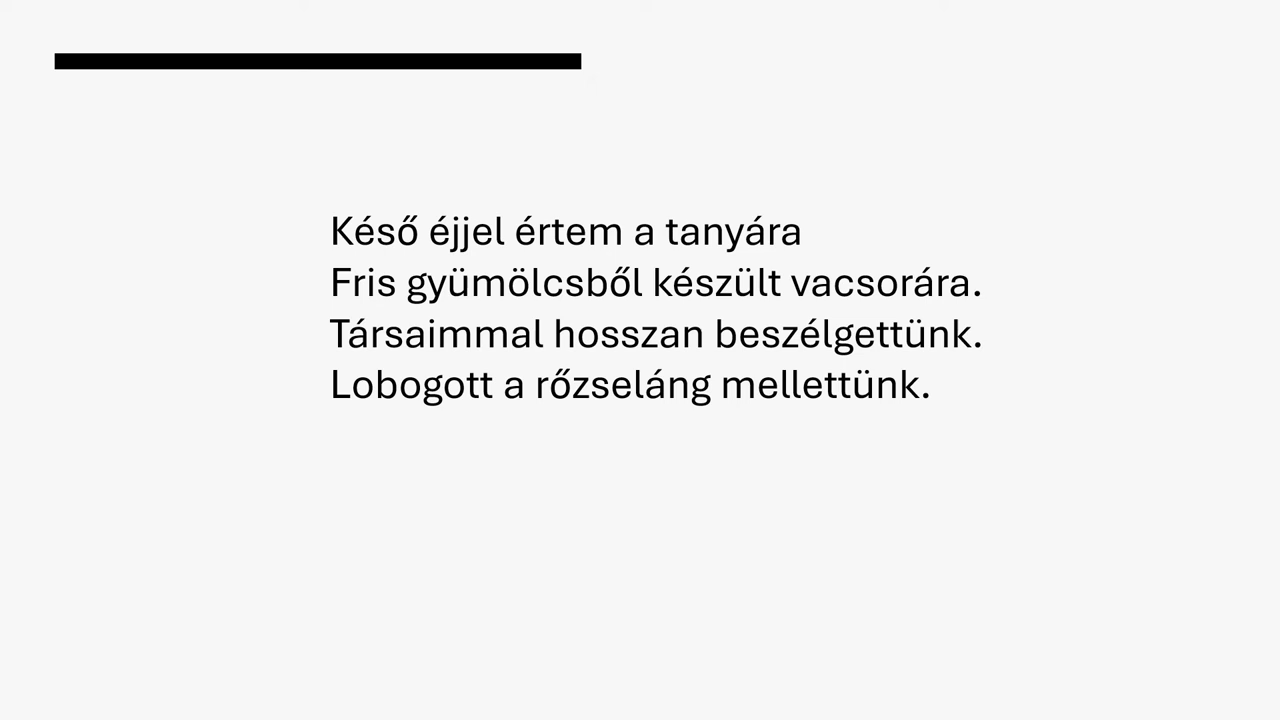 Késő éjjel értem a tanyára
Fris gyümölcsből készült vacsorára.
Társaimmal hosszan beszélgettünk.
Lobogott a rőzseláng mellettünk.